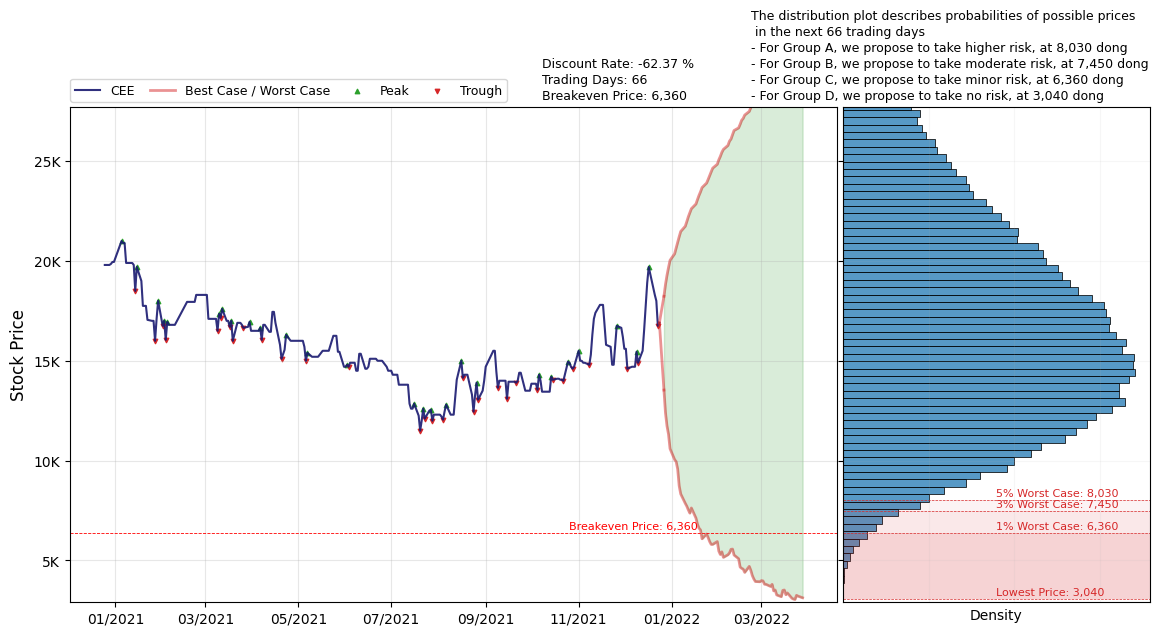 The distribution plot describes probabilities of possible prices
in the next 66 trading days
- For Group A, we propose to take higher risk, at 8,030 dong
- For Group B, we propose to take moderate risk, at 7,450 dong
- For Group C, we propose to take minor risk, at 6,360 dong
- For Group D, we propose to take no risk, at 3,040 dong
Discount Rate: -62.37 %
Trading Days: 66
Breakeven Price: 6,360
CEE
Best Case / Worst Case
Peak
Trough
Stock Price
25K
20K
15K
10K
5K
Breakeven Price: 6,360
01/2021
03/2021
05/2021
07/2021
09/2021
11/2021
01/2022
03/2022
5% Worst Case: 8,030
3% Worst Case: 7,450
1% Worst Case: 6,360
Lowest Price: 3,040
Density